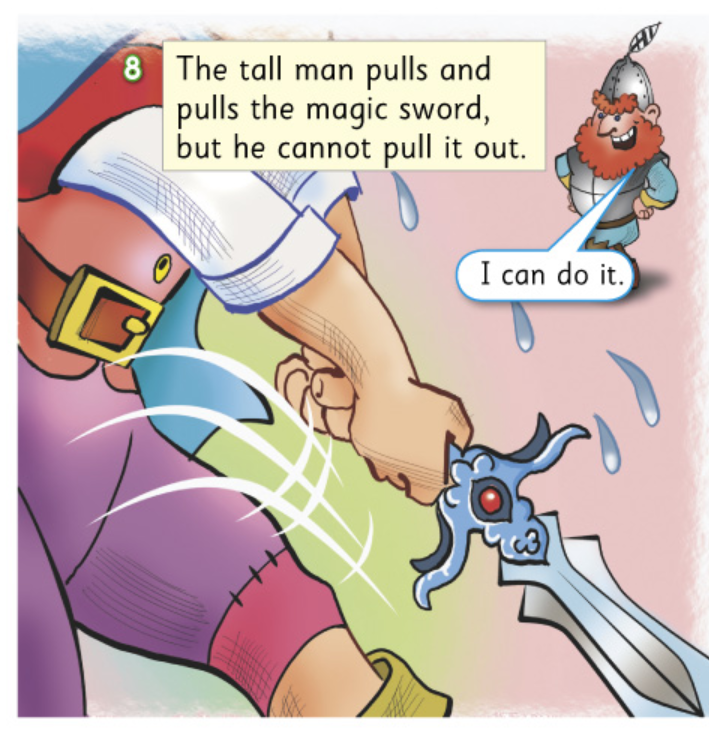 8
The tall man pulls and
pulls the magic sword,
but he cannot pull it out.
I can do it.